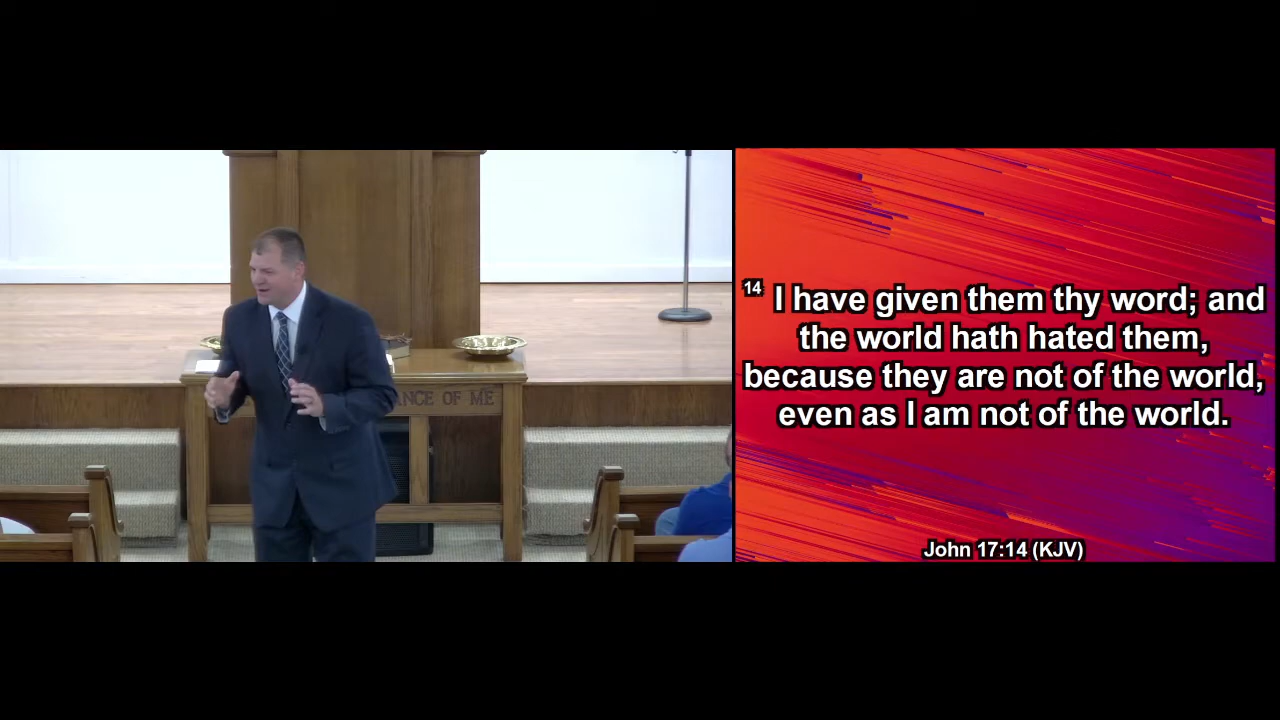 ANCE OF ME
14 I have given them thy word; and
the world hath hated them,
because they are not of the world,
even as I am not of the world.
John 17:14 (KJV)